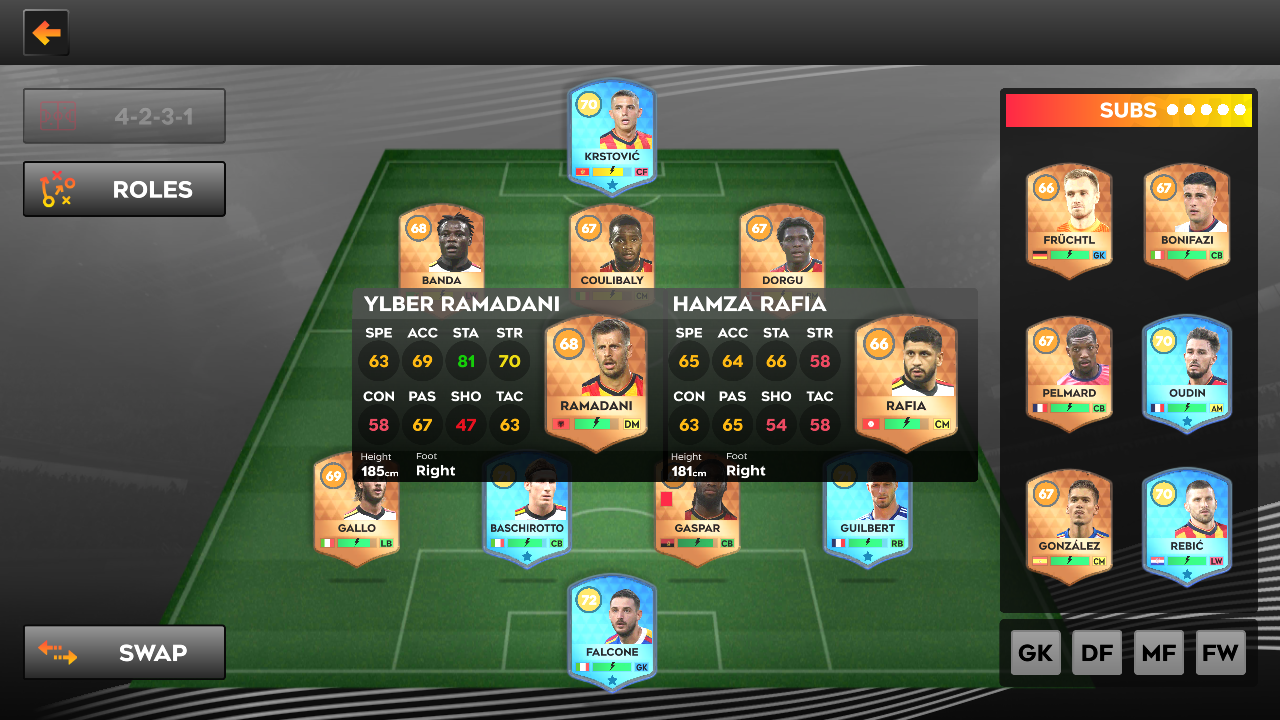 4-2-3-1
ROLES
SWAP
70
KRSTOVIĆ
CF
68
BANDA
67
COULIBALY
CM
67
DORGU
YLBER RAMADANI
SPE ACC STA STR
63 69 81 70
CON PAS SHO TAC
58 67 47 63
Height Foot
185cm Right
68
RAMADANI
DM
HAMZA RAFIA
SPE ACC STA STR
65 64 66 58
CON PAS SHO TAC
63 65 54 58
Height Foot
181cm Right
66
RAFIA
CM
69
GALLO
LB
BASCHIROTTO
CB
GASPAR
CB
GUILBERT
RB
72
FALCONE
GK
SUBS
66
FRÜCHTL
GK
67
BONIFAZI
CB
67
PELMARD
CB
70
OUDIN
AM
67
GONZÁLEZ
CM
70
REBIĆ
LW
GK DF MF FW